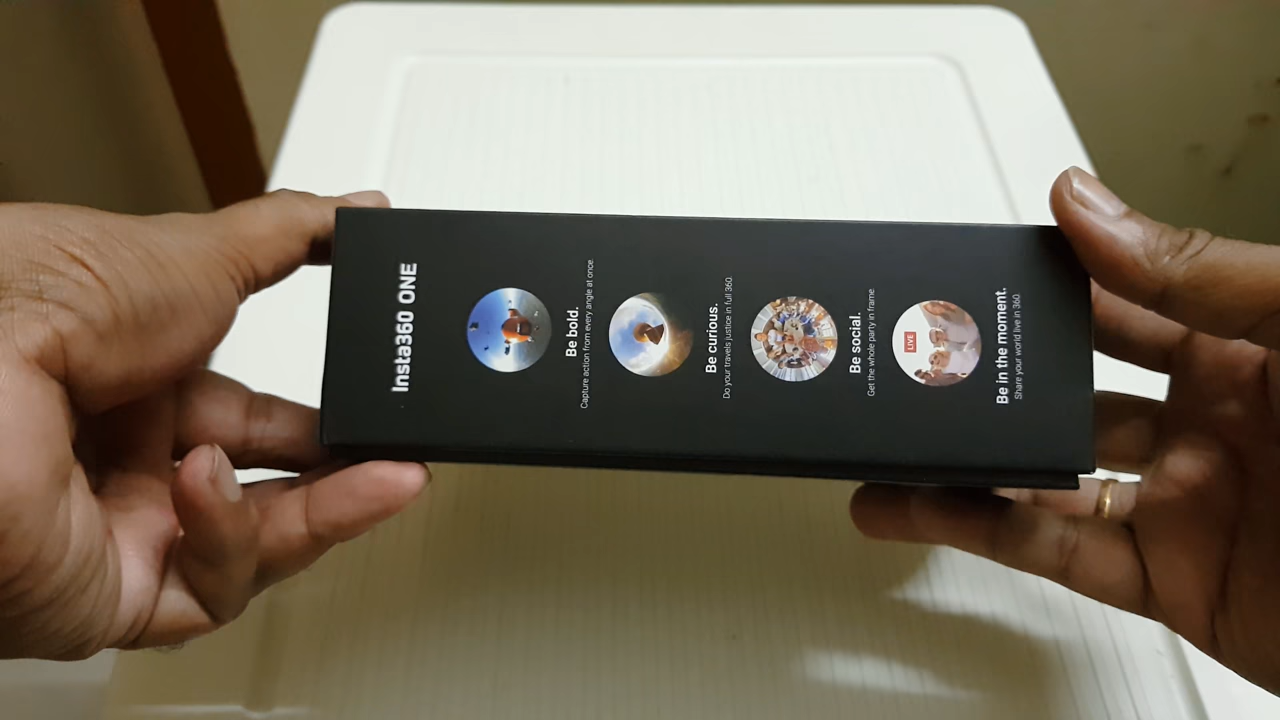 Insta360 ONE
Be bold.
Capture action from every angle at once.
Be curious.
Do your travels justice in full 360.
Be social.
Get the whole party in frame.
LIVE
Be in the moment.
Share your world live in 360.